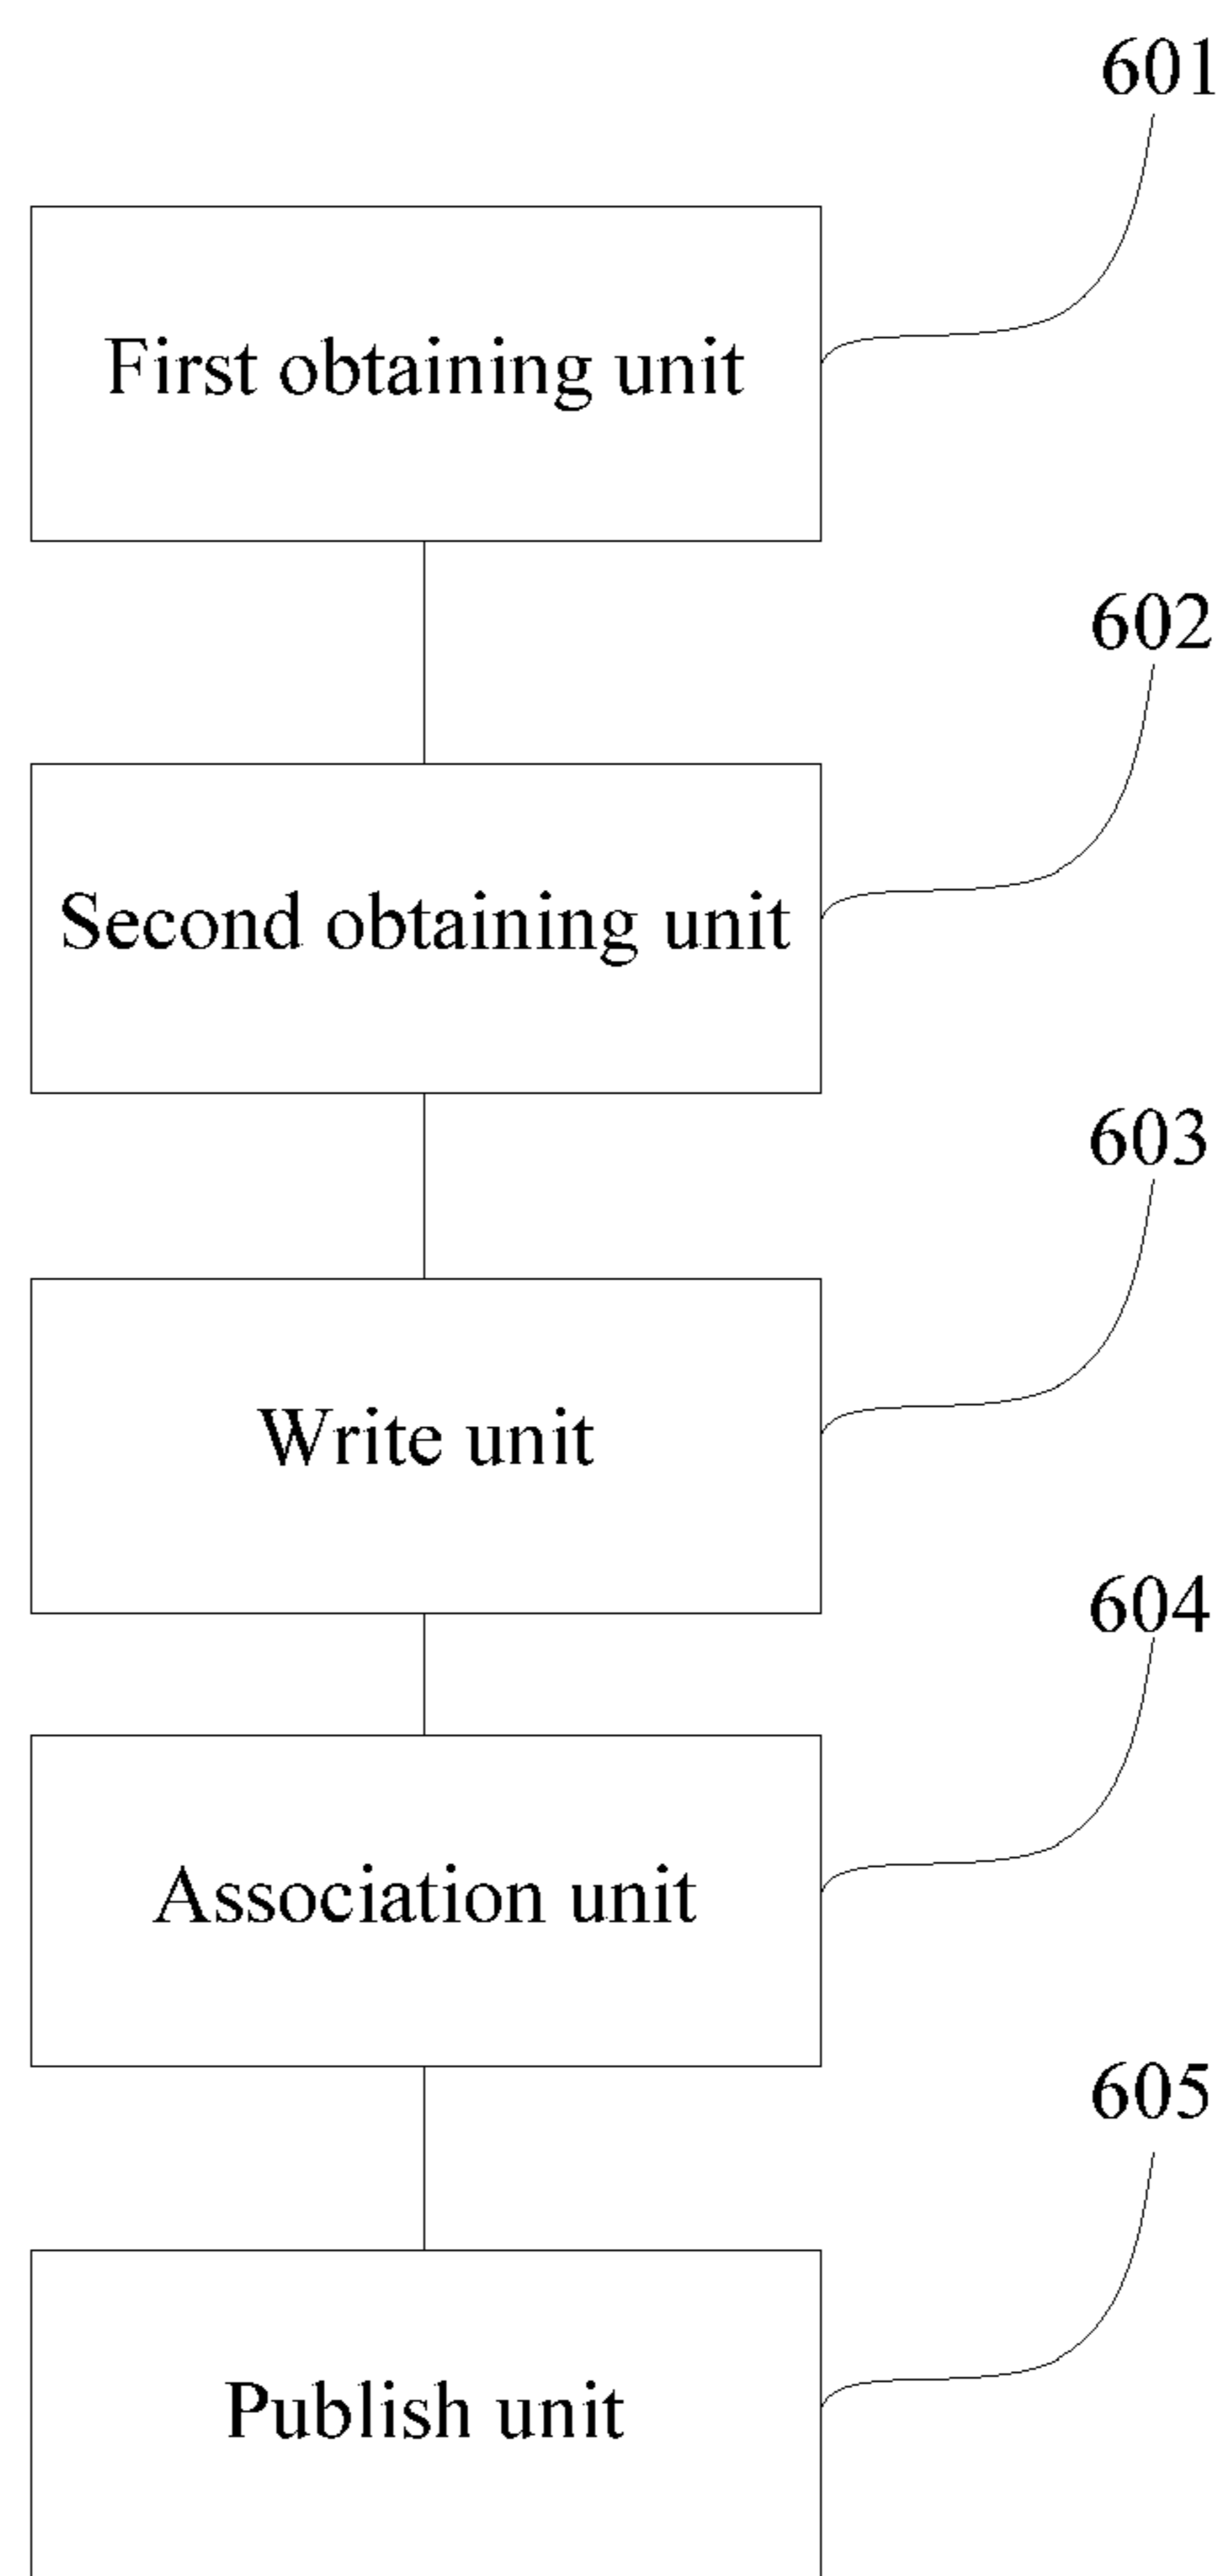 601
First obtaining unit
602
Second obtaining unit
603
Write unit
604
Association unit
605
Publish unit